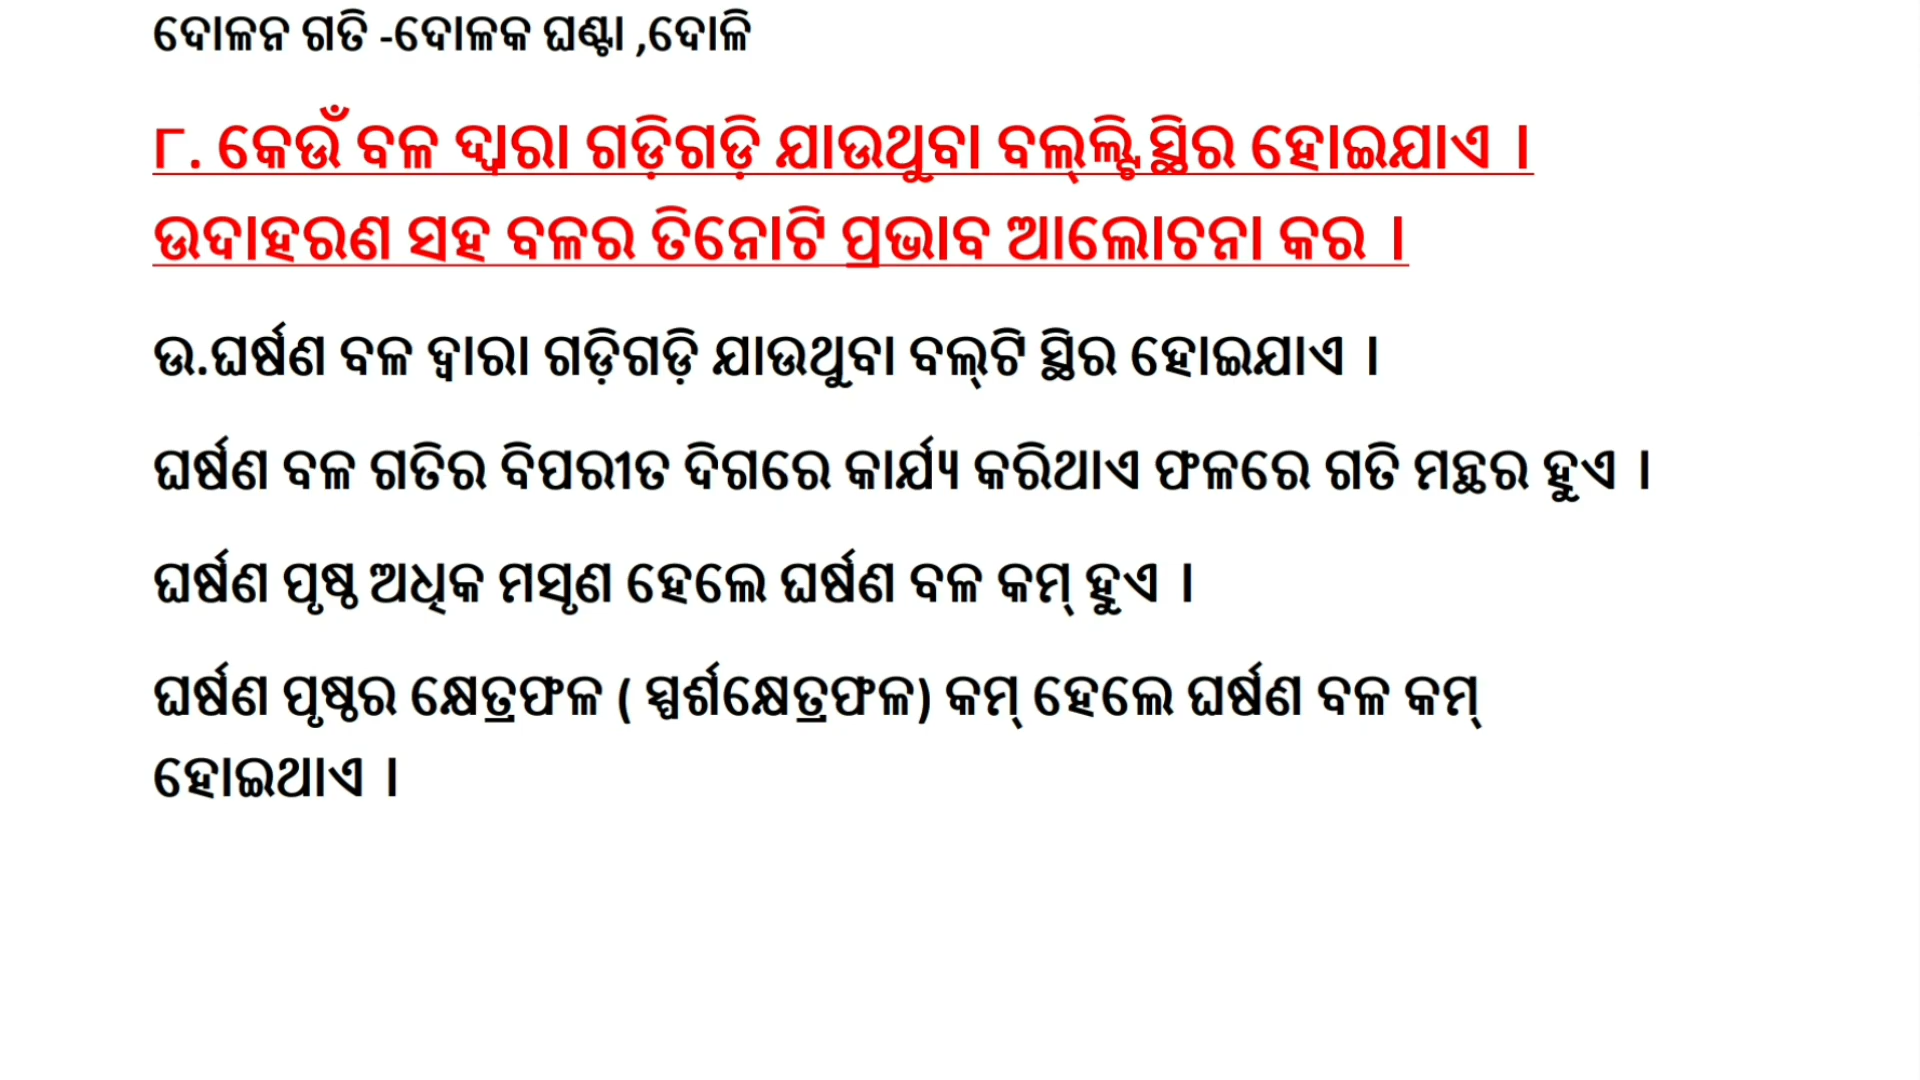 ଦୋଳନ ଗତି -ଦୋଳକ ଘଣ୍ଟା ,ଦୋଳି
୮. କେଉଁ ବଳ ଦ୍ୱାରା ଗଡ଼ିଗଡ଼ି ଯାଉଥୁବା ବଲ୍‌ଲ୍ଟି ସ୍ଥିର ହୋଇଯାଏ ।
ଉଦାହରଣ ସହ ବଳର ତିନୋଟି ପ୍ରଭାବ ଆଲୋଚନା କର ।
ଉ.ଘର୍ଷଣ ବଳ ଦ୍ୱାରା ଗଡ଼ିଗଡ଼ି ଯାଉଥୁବା ବଲ୍‌ଟି ସ୍ଥିର ହୋଇଯାଏ ।
ଘର୍ଷଣ ବଳ ଗତିର ବିପରୀତ ଦିଗରେ କାର୍ଯ୍ୟ କରିଥାଏ ଫଳରେ ଗତି ମନ୍ଥର ହୁଏ ।
ଘର୍ଷଣ ପୃଷ୍ଠ ଅଧିକ ମସୃଣ ହେଲେ ଘର୍ଷଣ ବଳ କମ୍ ହୁଏ ।
ଘର୍ଷଣ ପୃଷ୍ଠର କ୍ଷେତ୍ରଫଳ ( ସ୍ପର୍ଶକ୍ଷେତ୍ରଫଳ) କମ୍ ହେଲେ ଘର୍ଷଣ ବଳ କମ୍
ହୋଇଥାଏ ।